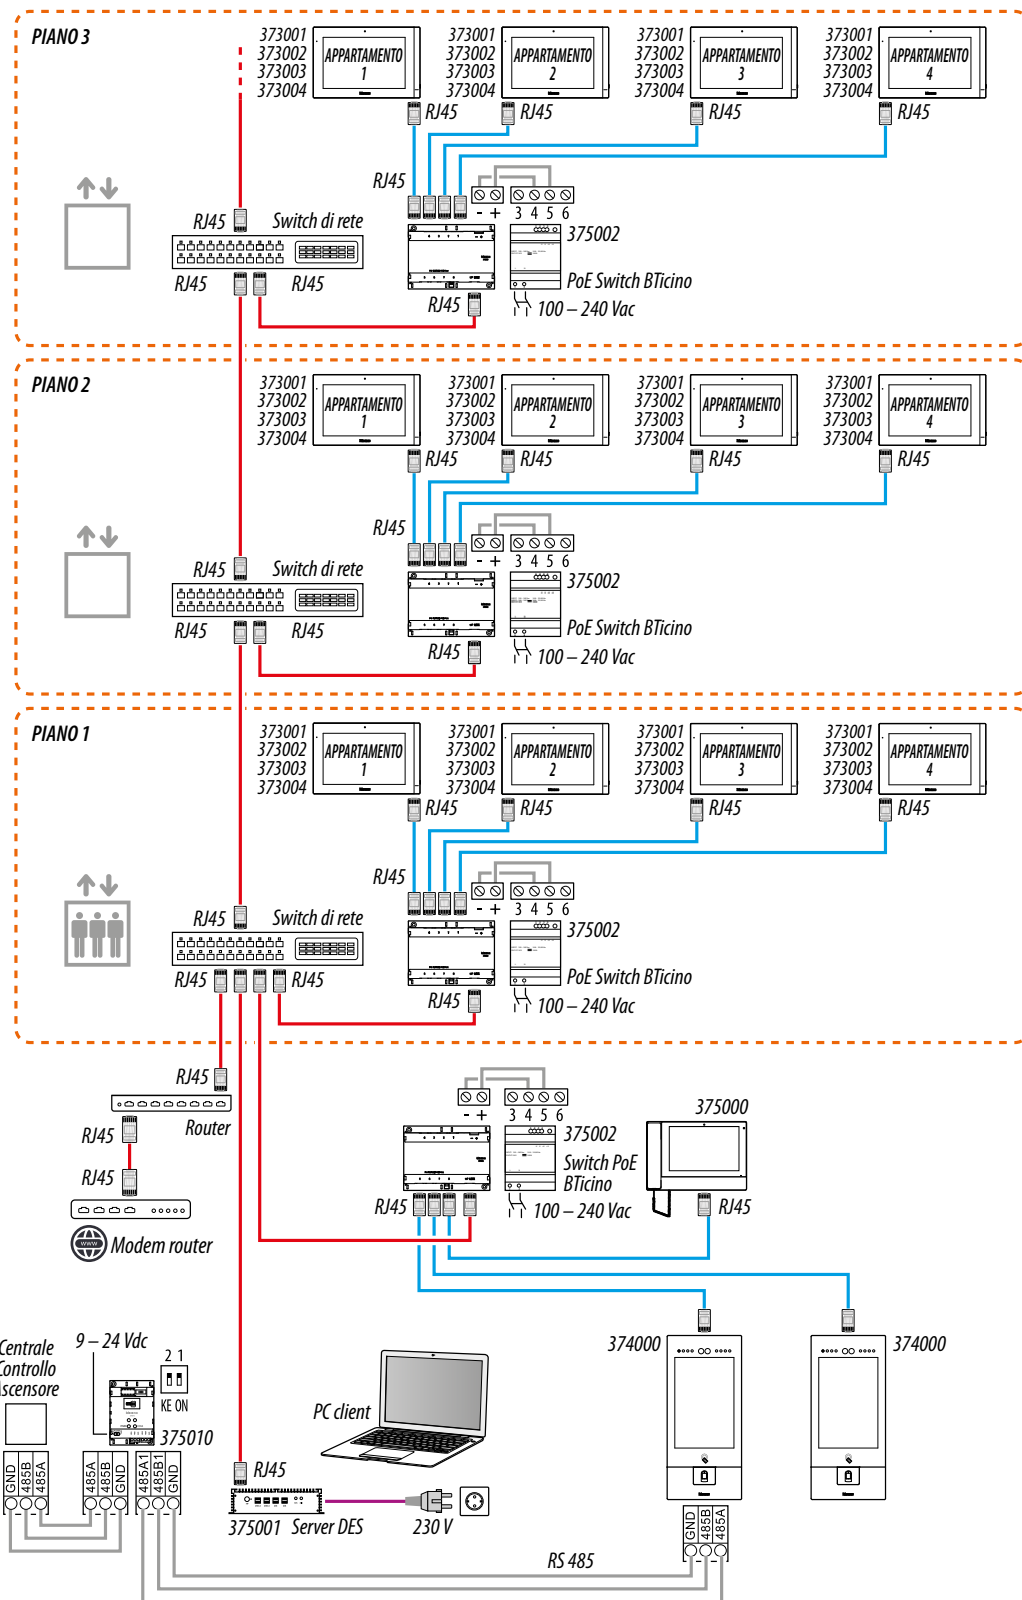 PIANO 3
373001
373002
373003
373004
APPARTAMENTO
1
373001
373002
373003
373004
APPARTAMENTO
2
373001
373002
373003
373004
APPARTAMENTO
3
373001
373002
373003
373004
APPARTAMENTO
4
RJ45
RJ45
RJ45
RJ45
RJ45
- + 3 4 5 6
RJ45
Switch di rete
375002
RJ45
RJ45
PoE Switch BTicino
RJ45
100 – 240 Vac
PIANO 2
373001
373002
373003
373004
APPARTAMENTO
1
373001
373002
373003
373004
APPARTAMENTO
2
373001
373002
373003
373004
APPARTAMENTO
3
373001
373002
373003
373004
APPARTAMENTO
4
RJ45
RJ45
RJ45
RJ45
RJ45
- + 3 4 5 6
RJ45
Switch di rete
375002
RJ45
RJ45
PoE Switch BTicino
RJ45
100 – 240 Vac
PIANO 1
373001
373002
373003
373004
APPARTAMENTO
1
373001
373002
373003
373004
APPARTAMENTO
2
373001
373002
373003
373004
APPARTAMENTO
3
373001
373002
373003
373004
APPARTAMENTO
4
RJ45
RJ45
RJ45
RJ45
RJ45
- + 3 4 5 6
RJ45
Switch di rete
375002
RJ45
RJ45
PoE Switch BTicino
RJ45
100 – 240 Vac
RJ45
Router
RJ45
RJ45
www
Modem router
- + 3 4 5 6
375002
Switch PoE
BTicino
RJ45
100 – 240 Vac
375000
RJ45
374000
374000
Centrale
Controllo
Ascensore
9 – 24 Vdc
2 1
KE ON
375010
GND
485B
485A
485A
485B
GND
485A1
485B1
GND
PC client
RJ45
375001 Server DES
230 V
GND
485B
485A
RS 485